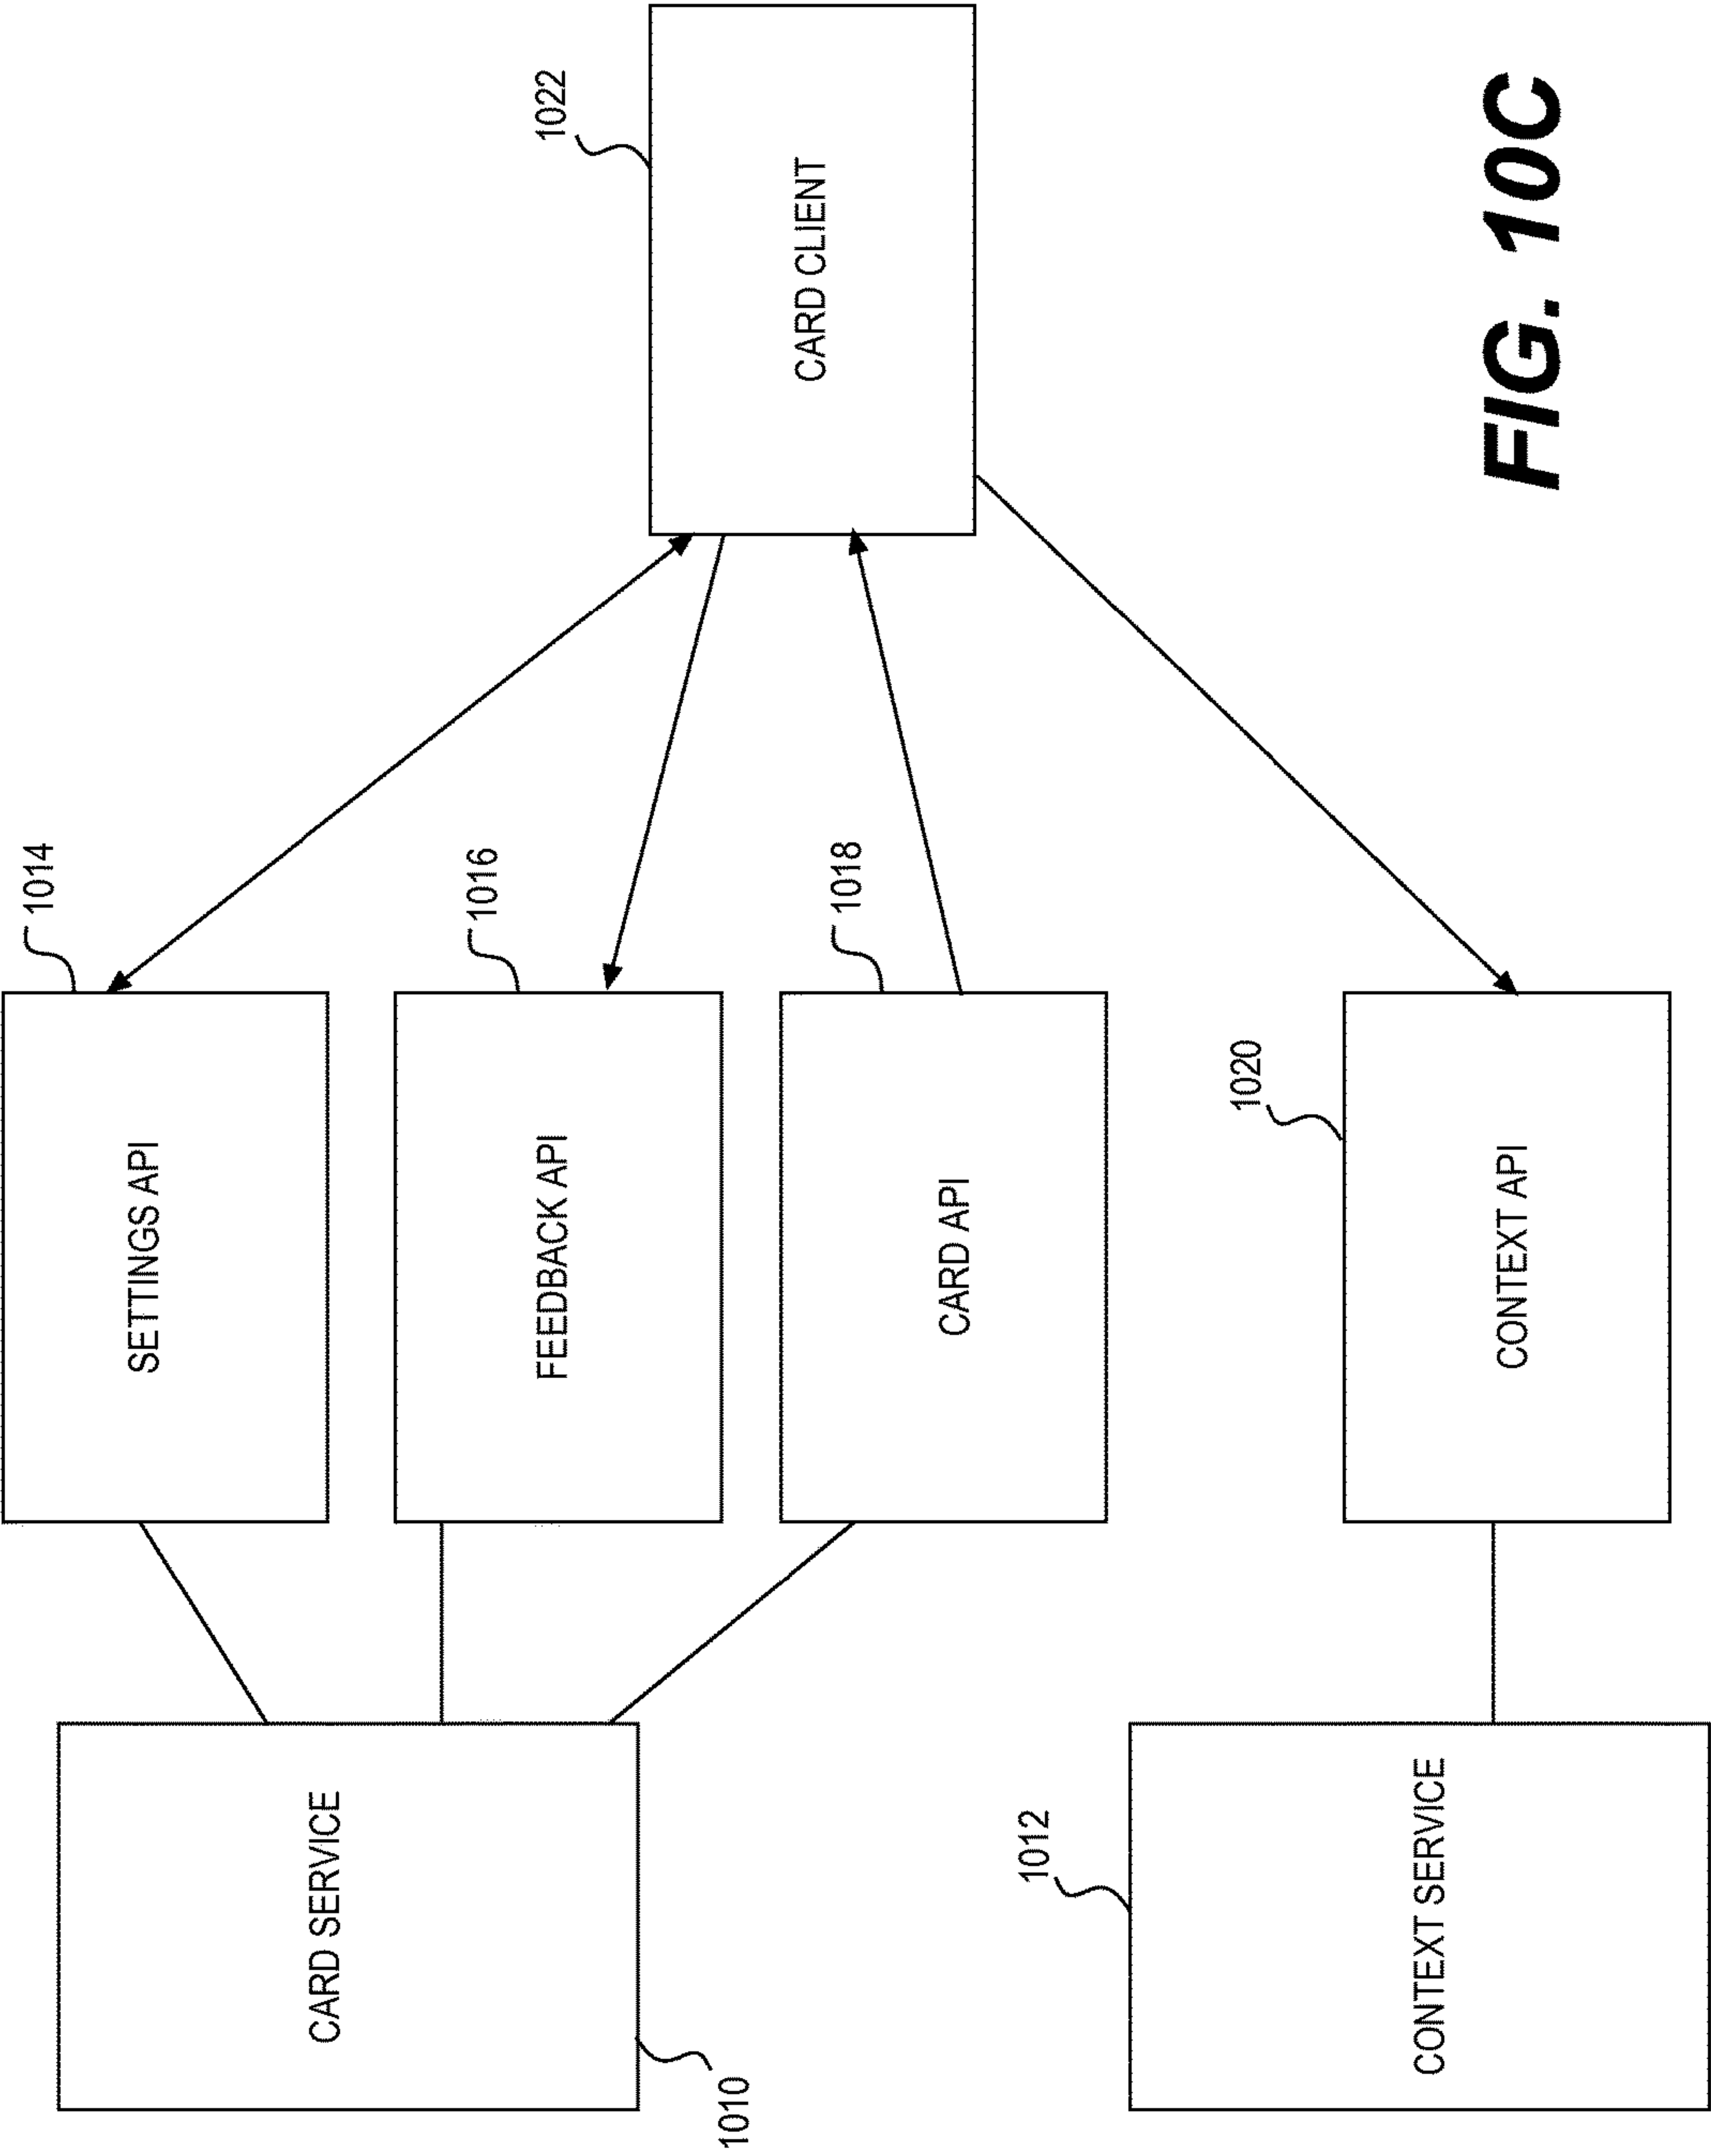 CARD SERVICE
1010
CONTEXT SERVICE
1012
SETTINGS API
1014
FEEDBACK API
1016
CARD API
1018
CONTEXT API
1020
CARD CLIENT
1022
FIG. 10C